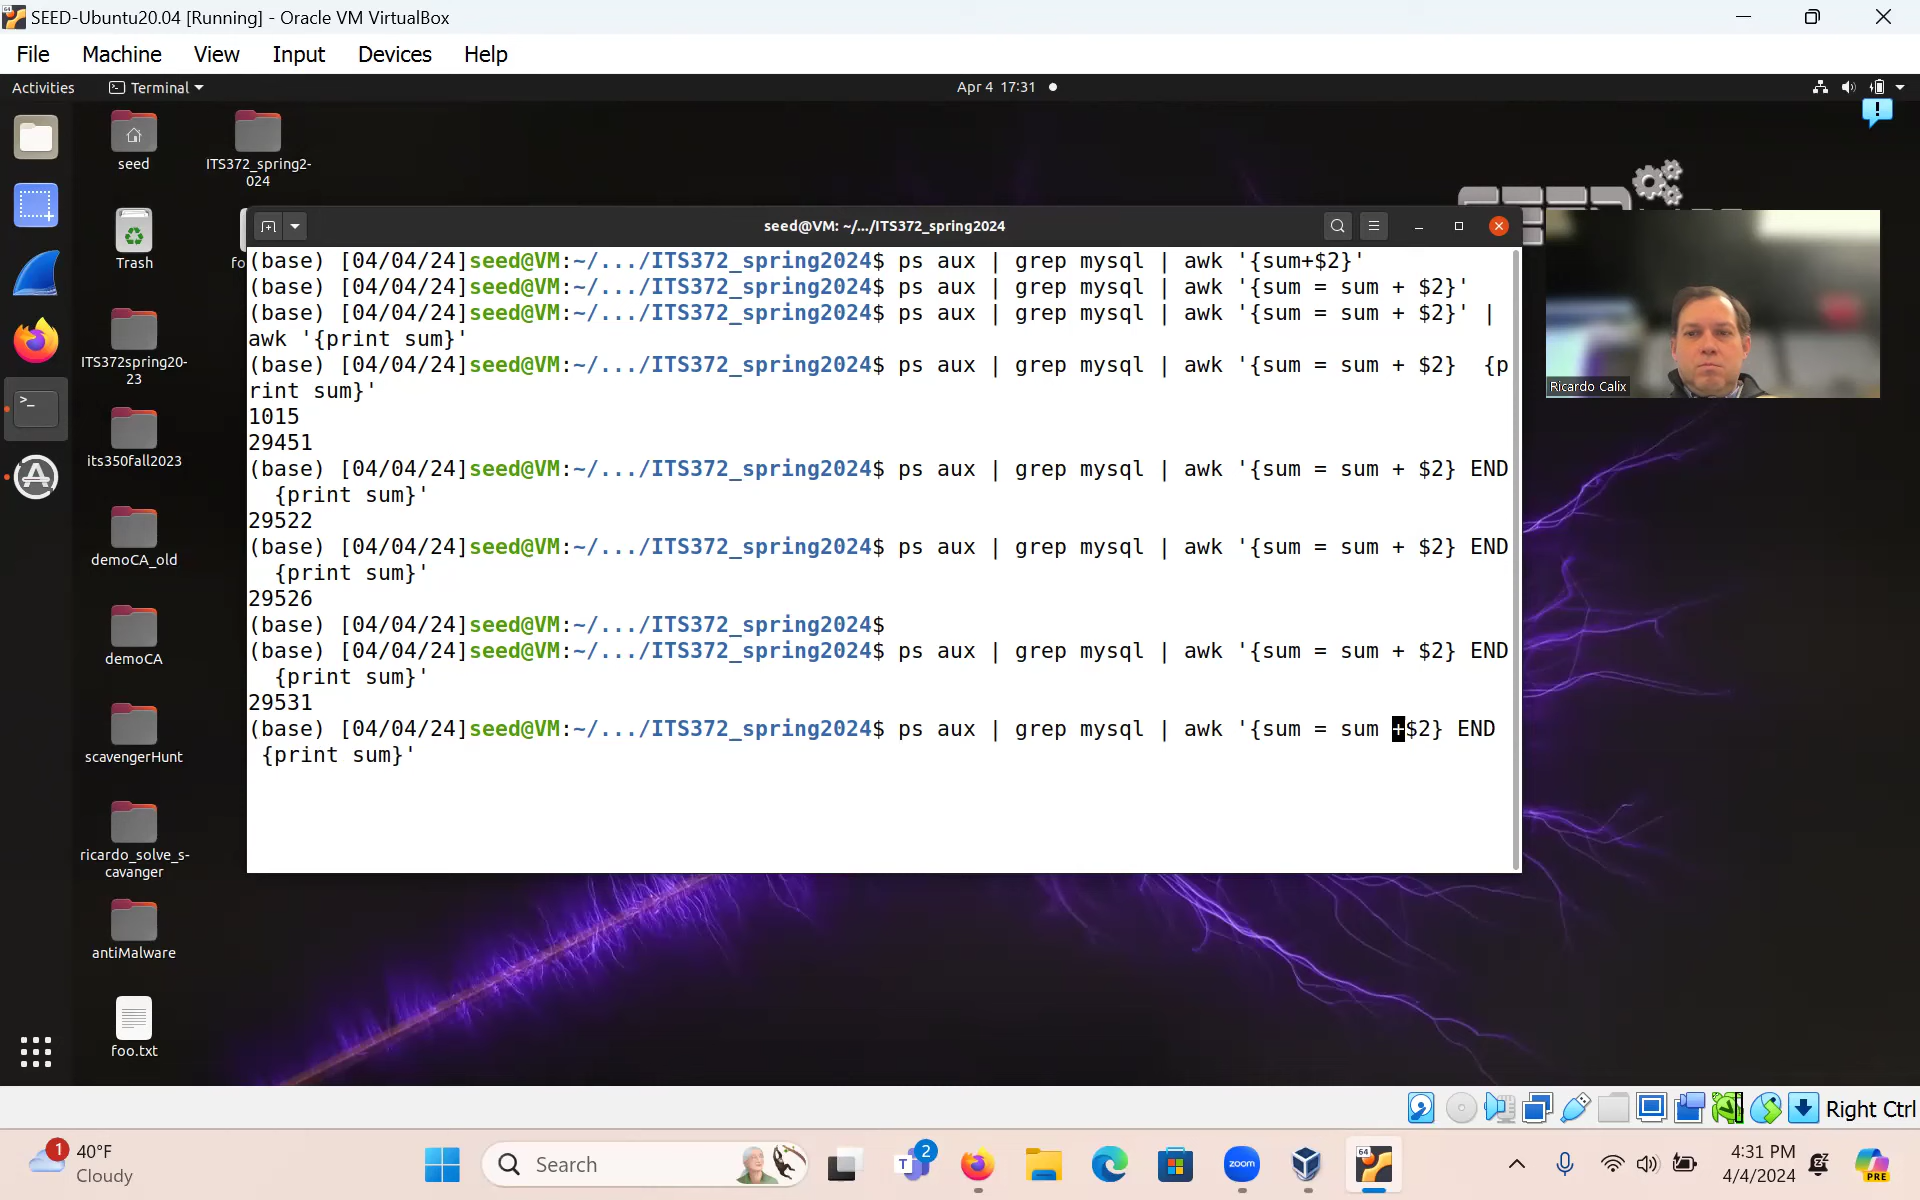 SEED-Ubuntu20.04 [Running] - Oracle VM VirtualBox
File Machine View Input Devices Help
Activities Terminal Apr 4 17:31
seed
ITS372_spring2-
024
Trash
fo
ITS372spring20-
23
its350fall2023
demoCA_old
demoCA
scavengerHunt
ricardo_solve_s-
cavanger
antiMalware
foo.txt
seed@VM: ~/.../ITS372_spring2024
(base) [04/04/24]seed@VM:~/.../ITS372_spring2024$ ps aux | grep mysql | awk '{sum+$2}'
(base) [04/04/24]seed@VM:~/.../ITS372_spring2024$ ps aux | grep mysql | awk '{sum = sum + $2}'
(base) [04/04/24]seed@VM:~/.../ITS372_spring2024$ ps aux | grep mysql | awk '{sum = sum + $2}' |
awk '{print sum}'
(base) [04/04/24]seed@VM:~/.../ITS372_spring2024$ ps aux | grep mysql | awk '{sum = sum + $2}  {p
rint sum}'
1015
29451
(base) [04/04/24]seed@VM:~/.../ITS372_spring2024$ ps aux | grep mysql | awk '{sum = sum + $2} END
  {print sum}'
29522
(base) [04/04/24]seed@VM:~/.../ITS372_spring2024$ ps aux | grep mysql | awk '{sum = sum + $2} END
  {print sum}'
29526
(base) [04/04/24]seed@VM:~/.../ITS372_spring2024$
(base) [04/04/24]seed@VM:~/.../ITS372_spring2024$ ps aux | grep mysql | awk '{sum = sum + $2} END
  {print sum}'
29531
(base) [04/04/24]seed@VM:~/.../ITS372_spring2024$ ps aux | grep mysql | awk '{sum = sum +$2} END
 {print sum}'
Ricardo Calix
Right Ctrl
1
40°F
Cloudy
Search
T
2
zoom
64
4:31 PM
4/4/2024
PRE